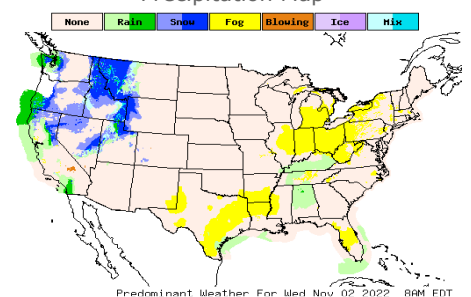 Precipitation Map
None Rain Snow Fog Blowing Ice Mix
Predominant Weather For Wed Nov 02 2022 8AM EDT